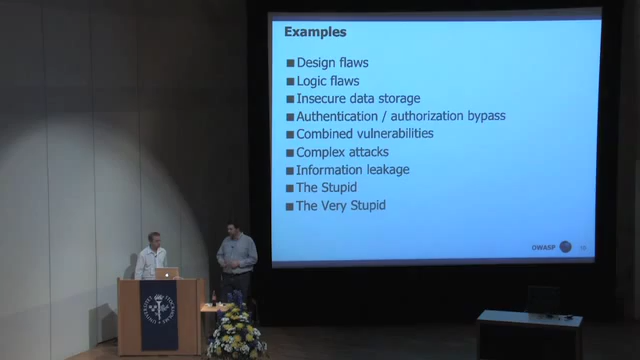 Examples
Design flaws
Logic flaws
Insecure data storage
Authentication / authorization bypass
Combined vulnerabilities
Complex attacks
Information leakage
The Stupid
The Very Stupid
OWASP